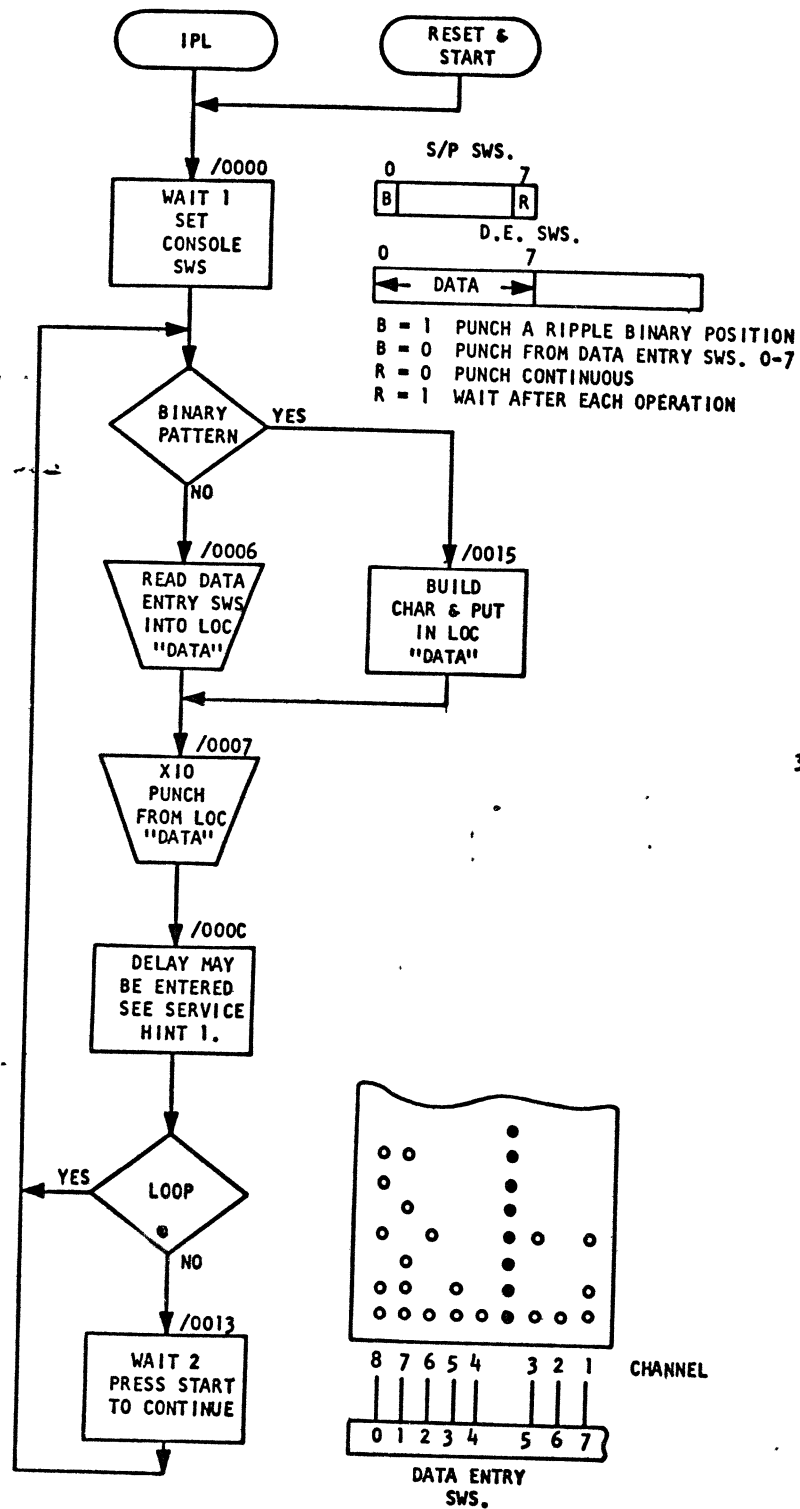 IPL
RESET &
START
/0000
WAIT 1
SET
CONSOLE
SWS
S/P SWS.
0 7
B R
D.E. SWS.
0 7
DATA
B = 1 PUNCH A RIPPLE BINARY POSITION
B = 0 PUNCH FROM DATA ENTRY SWS. 0-7
R = 0 PUNCH CONTINUOUS
R = 1 WAIT AFTER EACH OPERATION
BINARY
PATTERN
YES
NO
/0006
READ DATA
ENTRY SWS
INTO LOC
"DATA"
/0015
BUILD
CHAR & PUT
IN LOC
"DATA"
/0007
XIO
PUNCH
FROM LOC
"DATA"
/000C
DELAY MAY
BE ENTERED
SEE SERVICE
HINT 1.
YES
LOOP
NO
/0013
WAIT 2
PRESS START
TO CONTINUE
8 7 6 5 4 3 2 1 CHANNEL
0 1 2 3 4 5 6 7
DATA ENTRY
SWS.